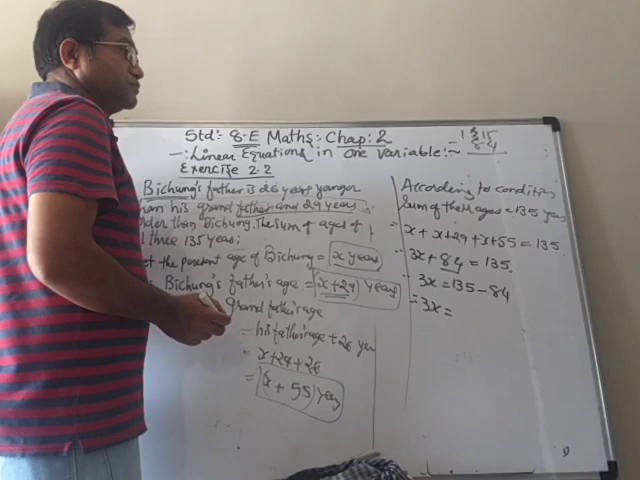 Std:- 8.E Maths: Chap: 2
-: Linear Equations in One Variable:~
Exercise 2.2
Bichung's father is 26 years younger
than his grand father and 29 years
older than Bichung. The sum of ages of
all three 135 years:
Let the present age of Bichung = x years
Bichung's father's age = (x+29) years
Grand father's age
= his father's age + 26 yea
= x+29+26
= (x + 55) years
135
84
According to condition
Sum of their ages = 135 years
x + x+29 + x+55 = 135
3x + 84 = 135
3x = 135 - 84
∴ 3x =